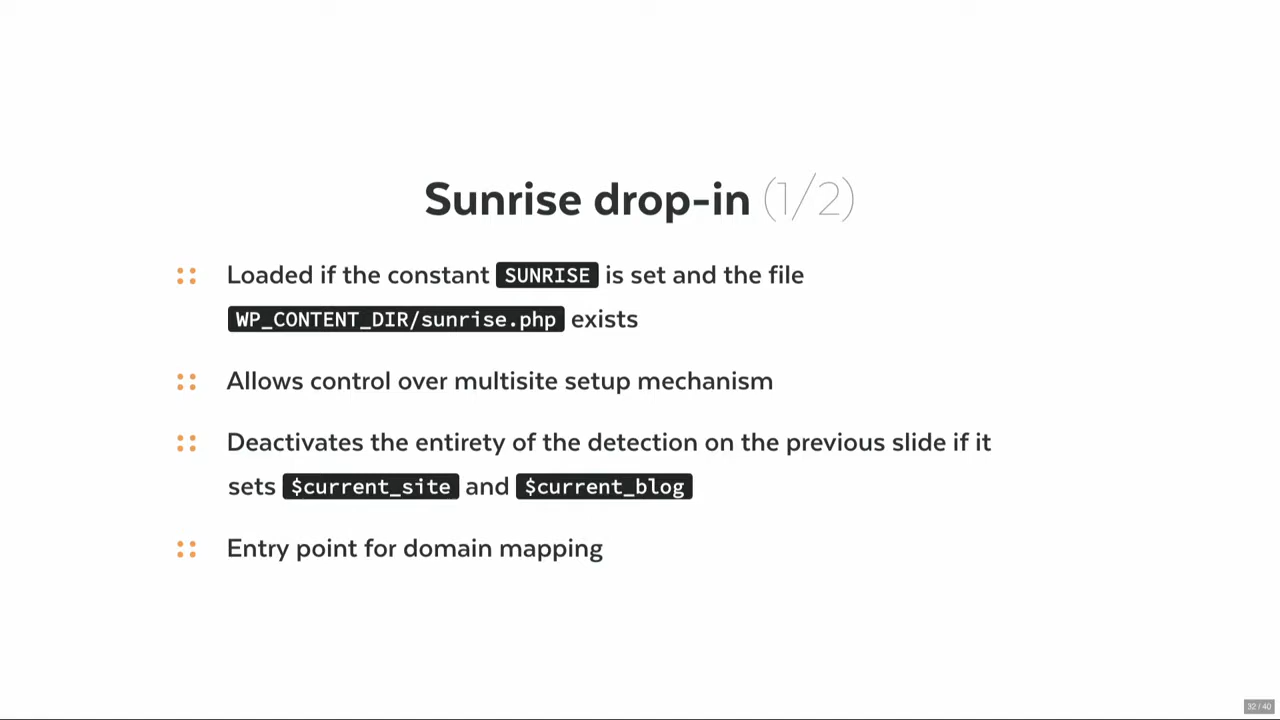 Sunrise drop-in (1/2)
Loaded if the constant SUNRISE is set and the file
WP_CONTENT_DIR/sunrise.php exists
Allows control over multisite setup mechanism
Deactivates the entirety of the detection on the previous slide if it
sets $current_site and $current_blog
Entry point for domain mapping
32 / 40